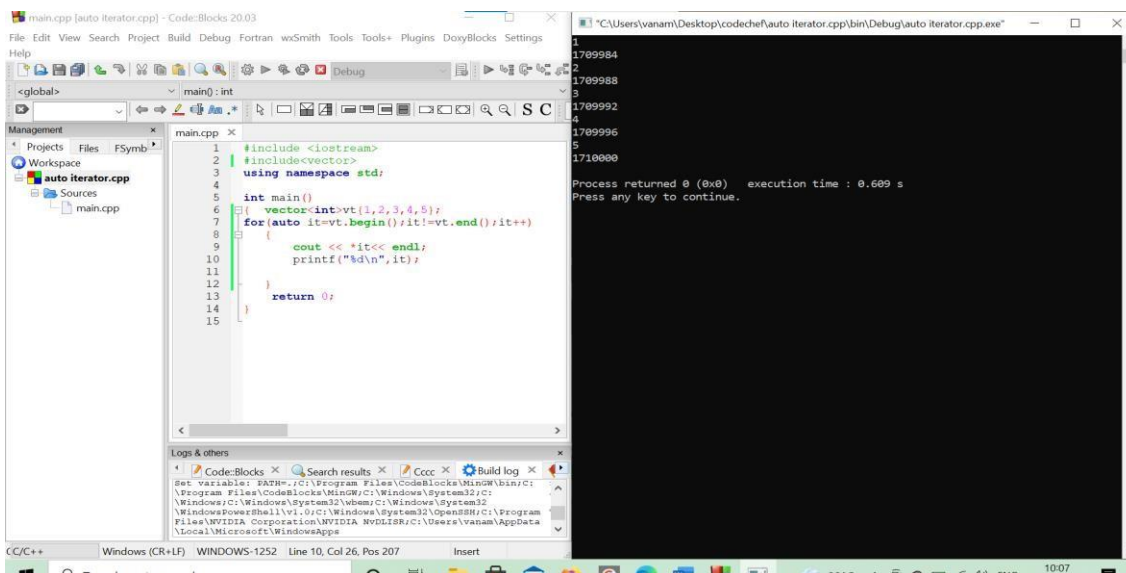 main.cpp [auto iterator.cpp] - Code::Blocks 20.03
File Edit View Search Project Build Debug Fortran wxSmith Tools Tools+ Plugins DoxyBlocks Settings
Help
Debug
<global>
main() : int
S C
Management
Projects Files FSymb
Workspace
auto iterator.cpp
Sources
main.cpp
main.cpp
1 #include <iostream>
2 #include<vector>
3 using namespace std;
4
5 int main()
6 { vector<int>vt{1,2,3,4,5};
7 for(auto it=vt.begin();it!=vt.end();it++)
8 {
9 cout << *it<< endl;
10 printf("%d\n",it);
11
12 }
13 return 0;
14 }
15
Logs & others
Code::Blocks Search results Cccc Build log
Set variable: PATH=.;C:\Program Files\CodeBlocks\MinGW\bin;C:
\Program Files\CodeBlocks\MinGW;C:\Windows\System32;C:
\Windows;C:\Windows\System32\wbem;C:\Windows\System32
\WindowsPowerShell\v1.0;C:\Windows\System32\OpenSSH;C:\Program
Files\NVIDIA Corporation\NVIDIA NvDLISR;C:\Users\vanam\AppData
\Local\Microsoft\WindowsApps
C/C++ Windows (CR+LF) WINDOWS-1252 Line 10, Col 26, Pos 207 Insert
"C:\Users\vanam\Desktop\codechef\auto iterator.cpp\bin\Debug\auto iterator.cpp.exe"
1
1709984
2
1709988
3
1709992
4
1709996
5
1710000
Process returned 0 (0x0) execution time : 0.609 s
Press any key to continue.
10:07